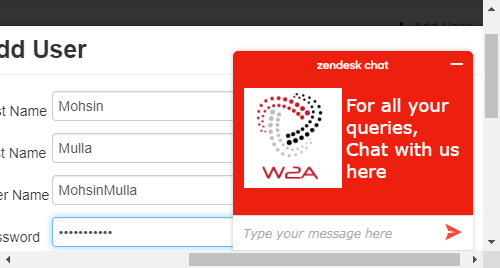 Add User
dd User
st Name Mohsin
st Name Mulla
er Name MohsinMulla
ssword •••••••••••
zendesk chat
W2A
For all your
queries,
Chat with us
here
Type your message here